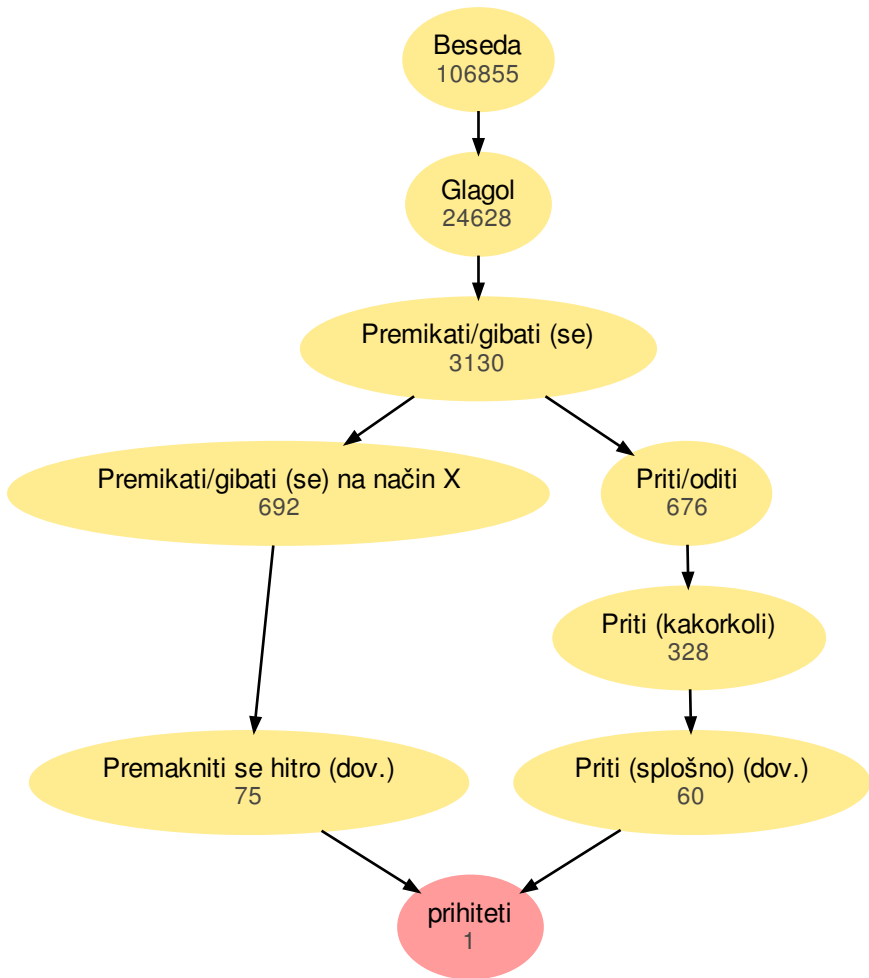 Beseda
106855
Glagol
24628
Premikati/gibati (se)
3130
Premikati/gibati (se) na način X
692
Priti/oditi
676
Priti (kakorkoli)
328
Premakniti se hitro (dov.)
75
Priti (splošno) (dov.)
60
prihiteti
1